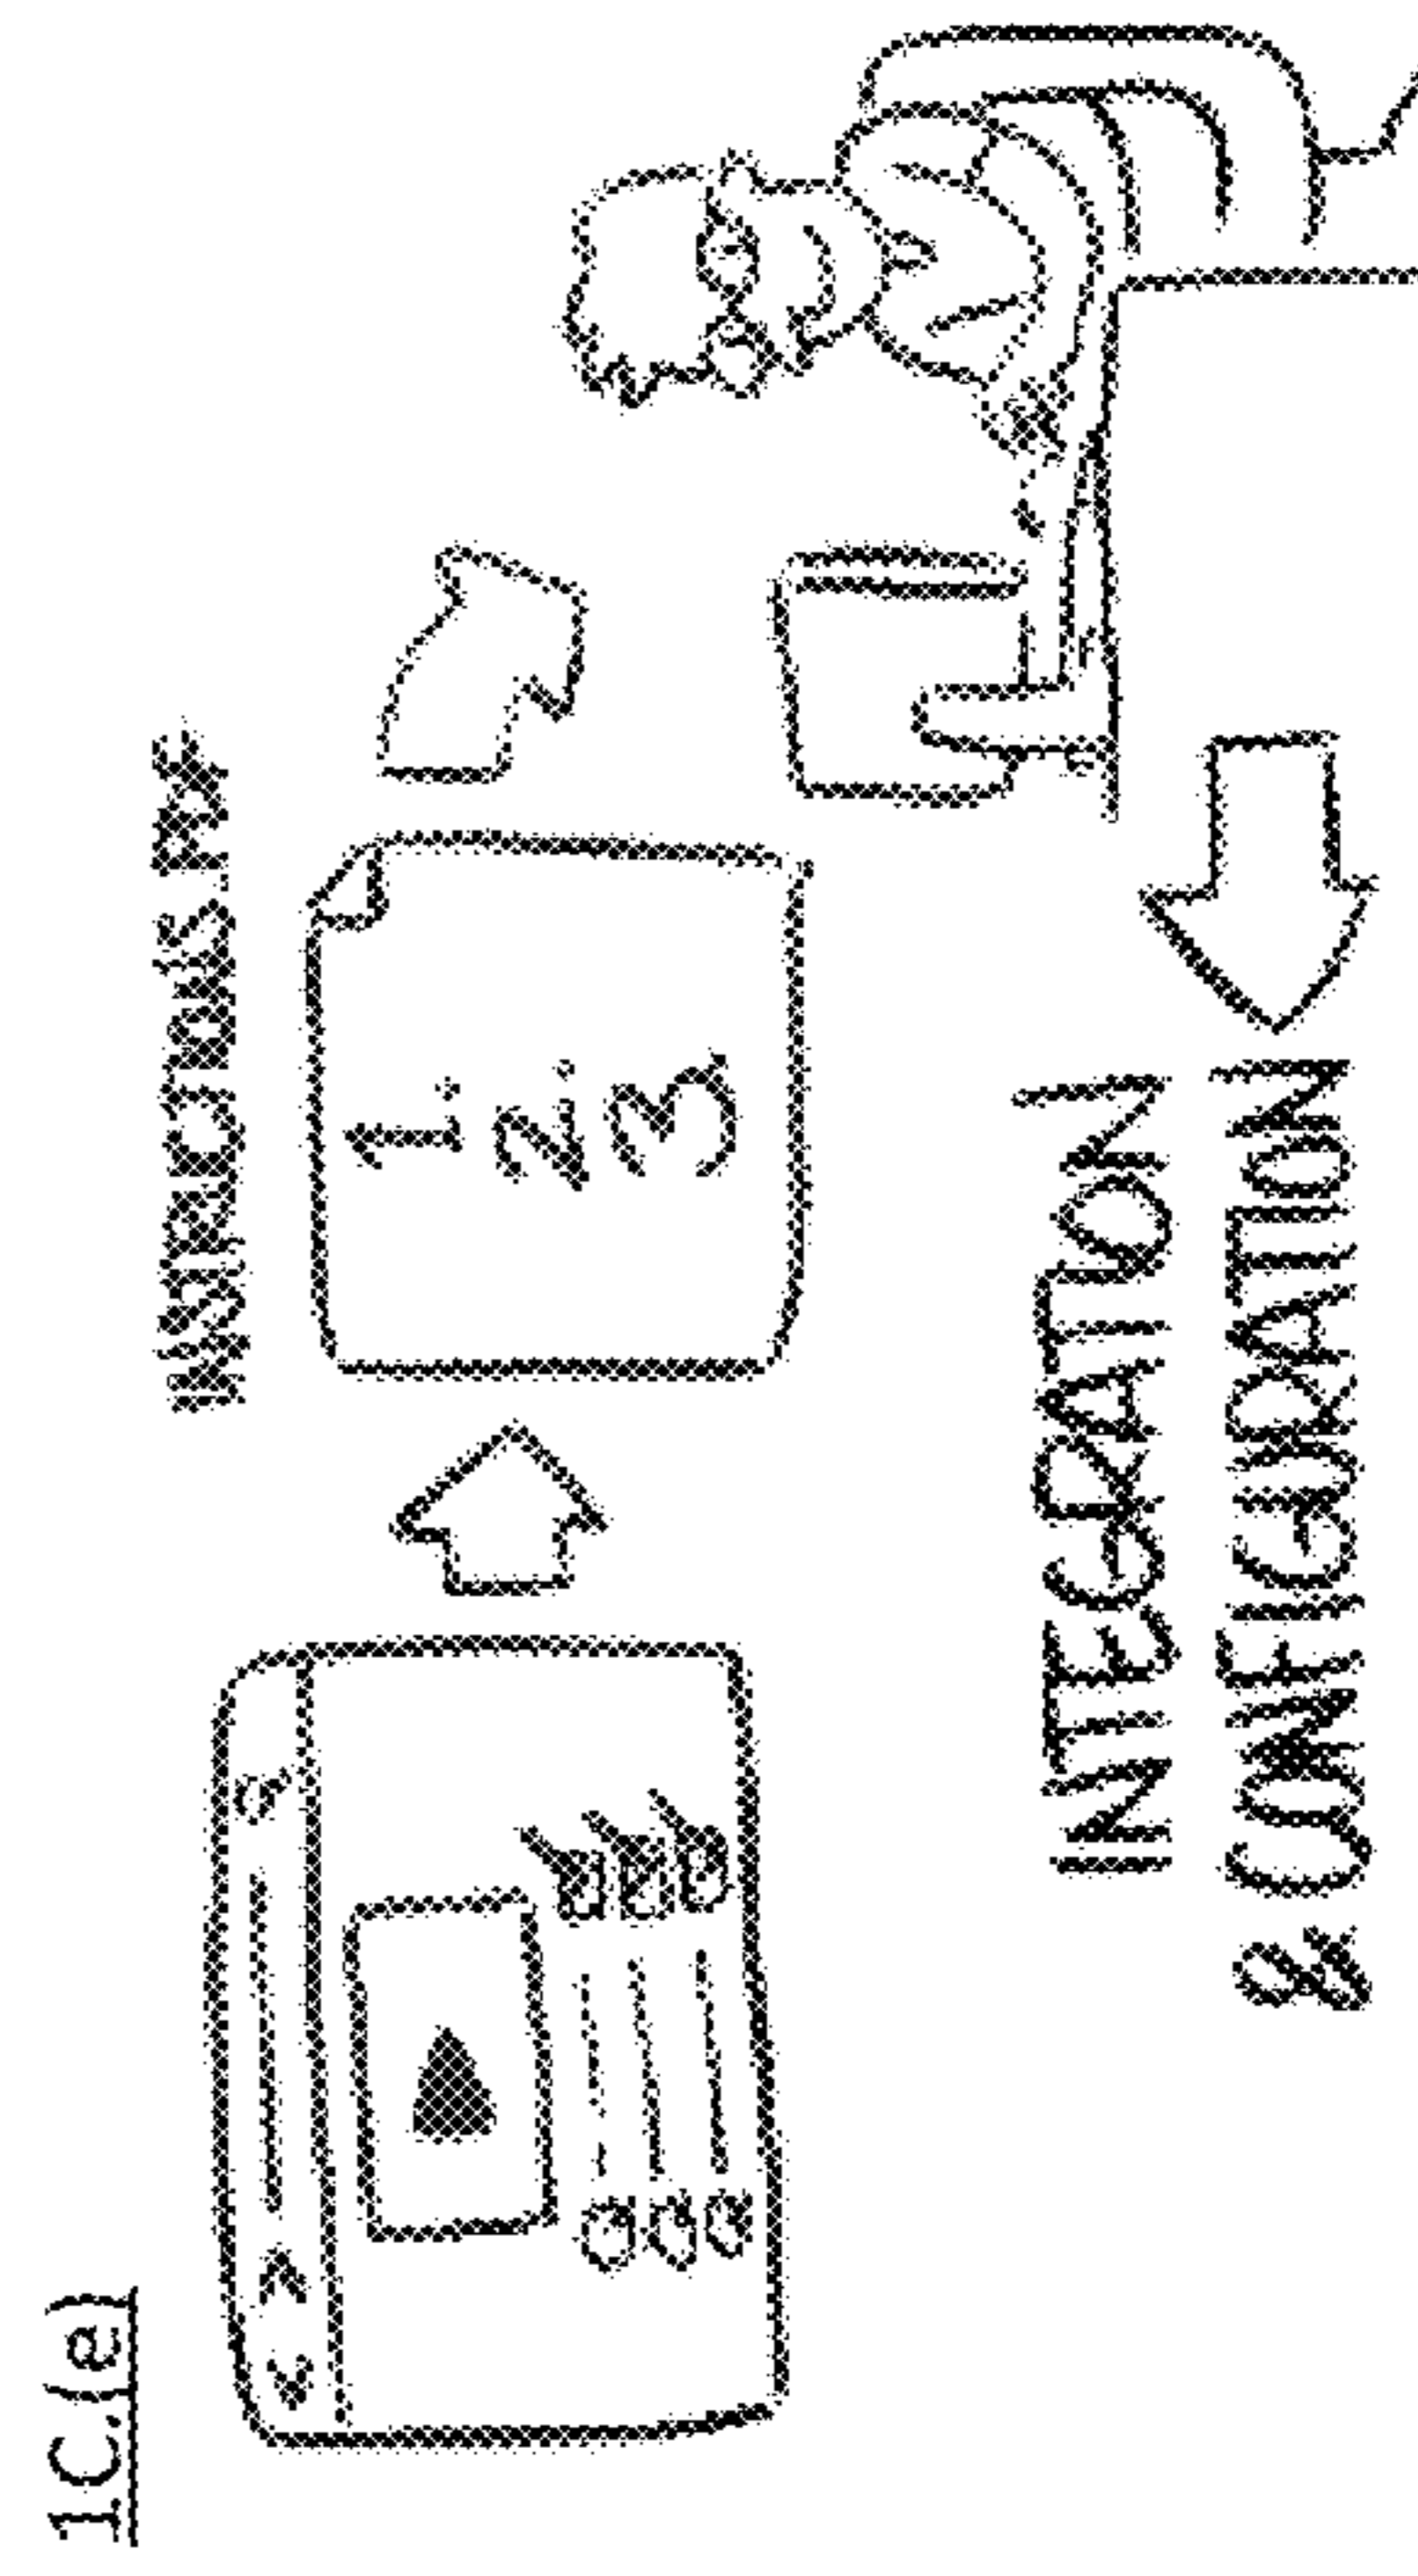 1C.(a)
INSTRUCTIONS.PDF
1.
2.
3
INTEGRATION
& CONFIGURATION